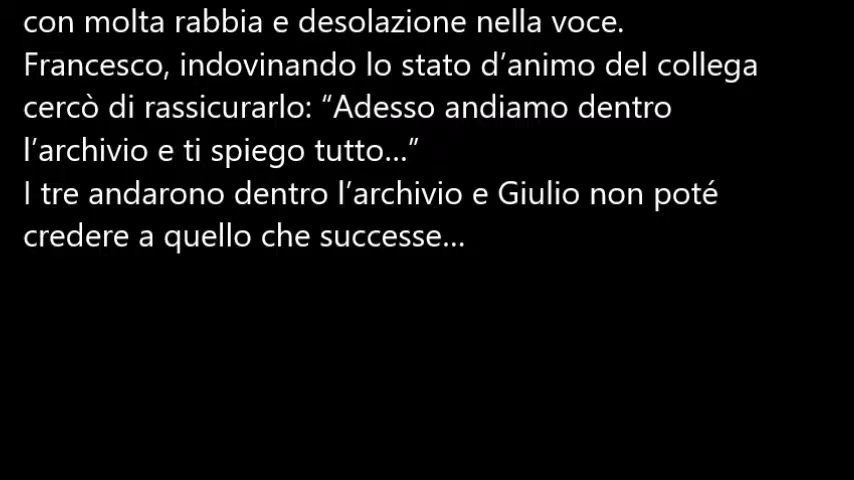 con molta rabbia e desolazione nella voce.
Francesco, indovinando lo stato d’animo del collega
cercò di rassicurarlo: “Adesso andiamo dentro
l’archivio e ti spiego tutto…”
I tre andarono dentro l’archivio e Giulio non poté
credere a quello che successe…